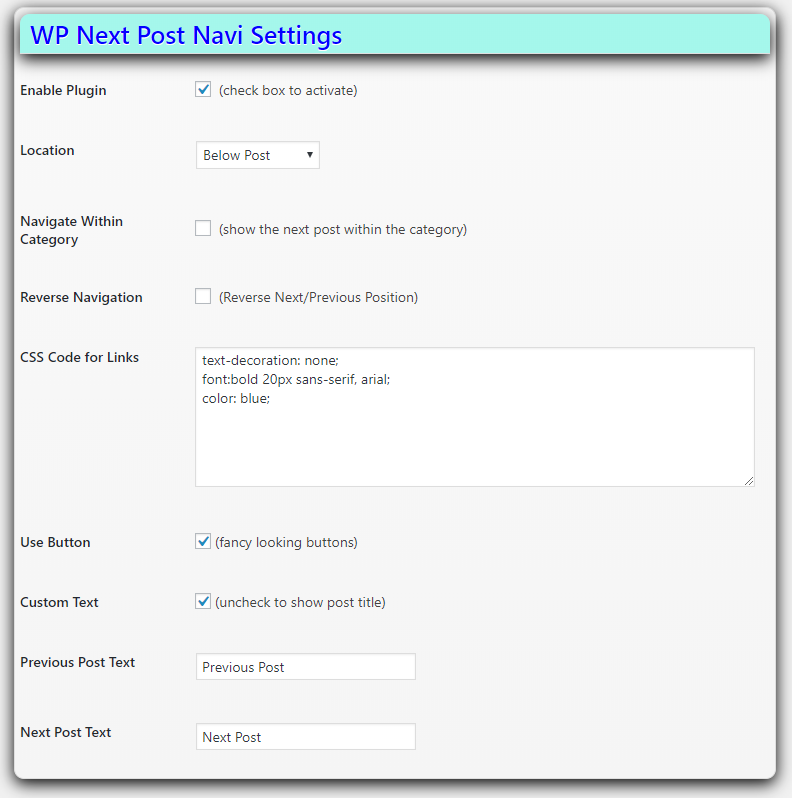 WP Next Post Navi Settings
Enable Plugin (check box to activate)
Location Below Post
Navigate Within
Category (show the next post within the category)
Reverse Navigation (Reverse Next/Previous Position)
CSS Code for Links text-decoration: none;
font:bold 20px sans-serif, arial;
color: blue;
Use Button (fancy looking buttons)
Custom Text (uncheck to show post title)
Previous Post Text Previous Post
Next Post Text Next Post